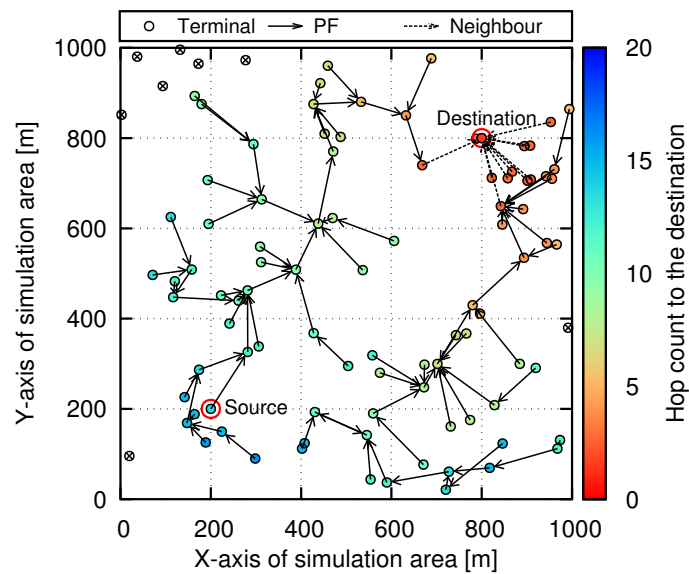 Terminal PF Neighbour
1000
800
600
400
200
0
0 200 400 600 800 1000
Y-axis of simulation area [m]
X-axis of simulation area [m]
Destination
Source
20
15
10
5
0
Hop count to the destination